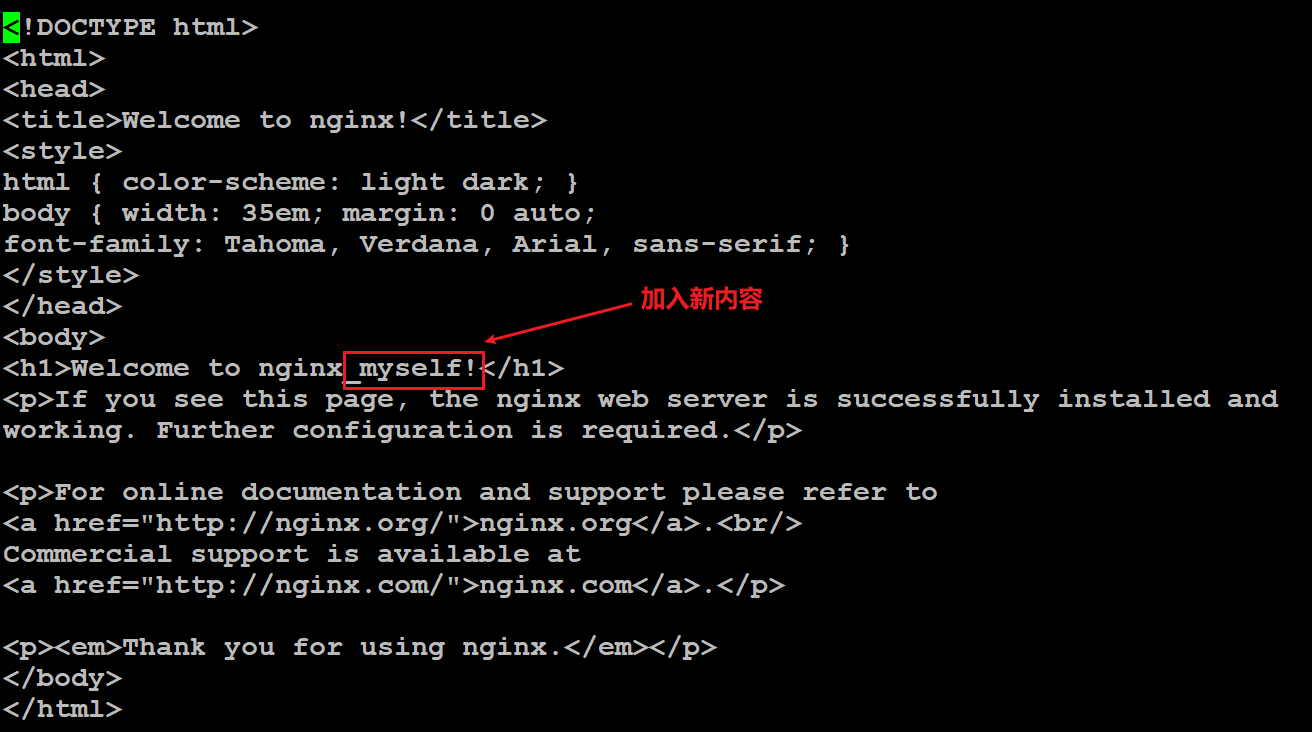 <!DOCTYPE html>
<html>
<head>
<title>Welcome to nginx!</title>
<style>
html { color-scheme: light dark; }
body { width: 35em; margin: 0 auto;
font-family: Tahoma, Verdana, Arial, sans-serif; }
</style>
</head>
加入新内容
<body>
<h1>Welcome to nginx_myself!</h1>
<p>If you see this page, the nginx web server is successfully installed and
working. Further configuration is required.</p>
<p>For online documentation and support please refer to
<a href="http://nginx.org/">nginx.org</a>.<br/>
Commercial support is available at
<a href="http://nginx.com/">nginx.com</a>.</p>
<p><em>Thank you for using nginx.</em></p>
</body>
</html>